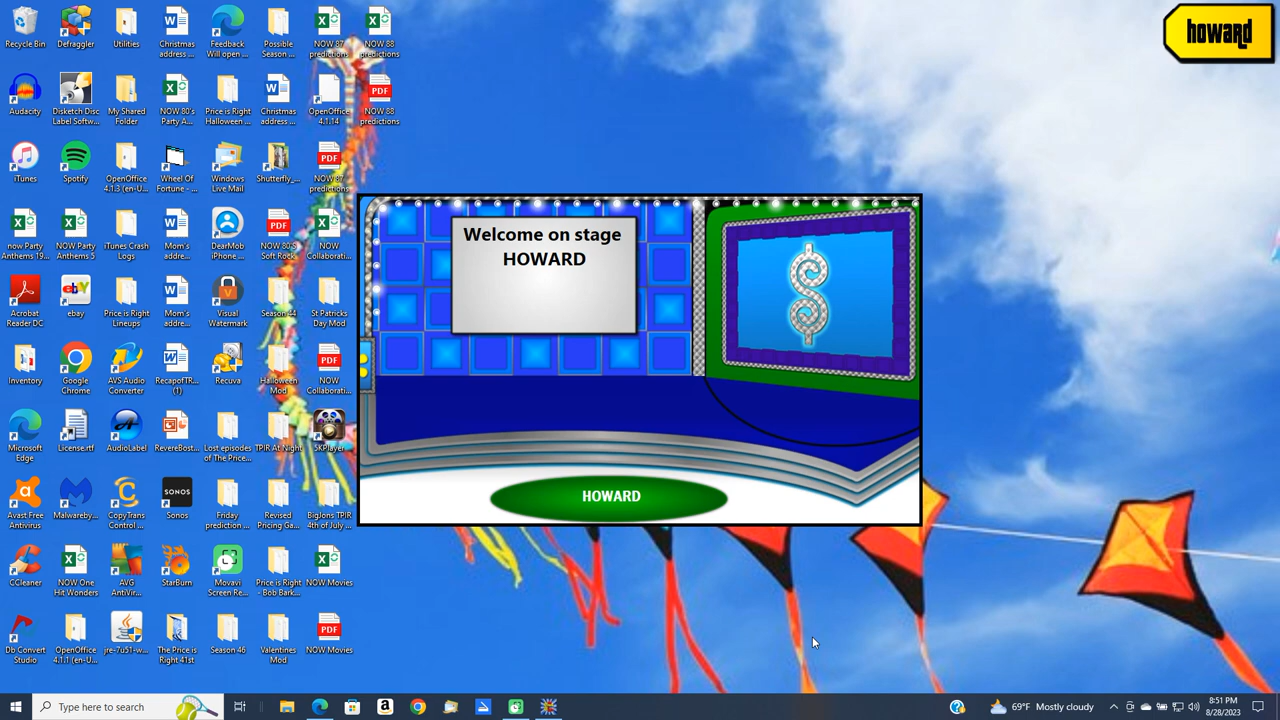 Recycle Bin
Defraggler
Utilities
Christmas
address ...
Feedback
Will open ...
Possible
Season ...
NOW 87
predictions
NOW 88
predictions
Audacity
Disketch Disc
Label Softw...
My Shared
Folder
NOW 80's
Party A...
Price is Right
Halloween ...
Christmas
address ...
OpenOffice
4.1.14
PDF
NOW 88
predictions
iTunes
Spotify
OpenOffice
4.1.3 (en-U...
Wheel Of
Fortune - ...
Windows
Live Mail
Shutterfly_...
PDF
NOW 87
predictions
now Party
Anthems 19...
NOW Party
Anthems 5
iTunes Crash
Logs
Mom's
addre...
DearMob
iPhone ...
PDF
NOW 80'S
Soft Rock
NOW
Collaborati...
Acrobat
Reader DC
ebay
ebay
Price is Right
Lineups
Mom's
addre...
Visual
Watermark
Season 44
St Patricks
Day Mod
Inventory
Google
Chrome
AVS Audio
Converter
RecapofTR...
(1)
Recuva
Halloween
Mod
PDF
NOW
Collaborati...
Microsoft
Edge
License.rtf
AudioLabel
RevereBost...
Lost episodes
of The Price...
TPIR At Night
5KPlayer
Avast Free
Antivirus
Malwareby...
CopyTrans
Control ...
SONOS
Sonos
Friday
prediction ...
Revised
Pricing Ga...
BigJons TPIR
4th of July ...
CCleaner
NOW One
Hit Wonders
AVG
AntiVir...
StarBurn
Movavi
Screen Re...
Price is Right
- Bob Bark...
NOW Movies
Db Convert
Studio
OpenOffice
4.1.1 (en-U...
jre-7u51-w...
The Price is
Right 41st
Season 46
Valentines
Mod
PDF
NOW Movies
howard
Welcome on stage
HOWARD
$
HOWARD
Type here to search
69°F Mostly cloudy
8:51 PM
8/28/2023